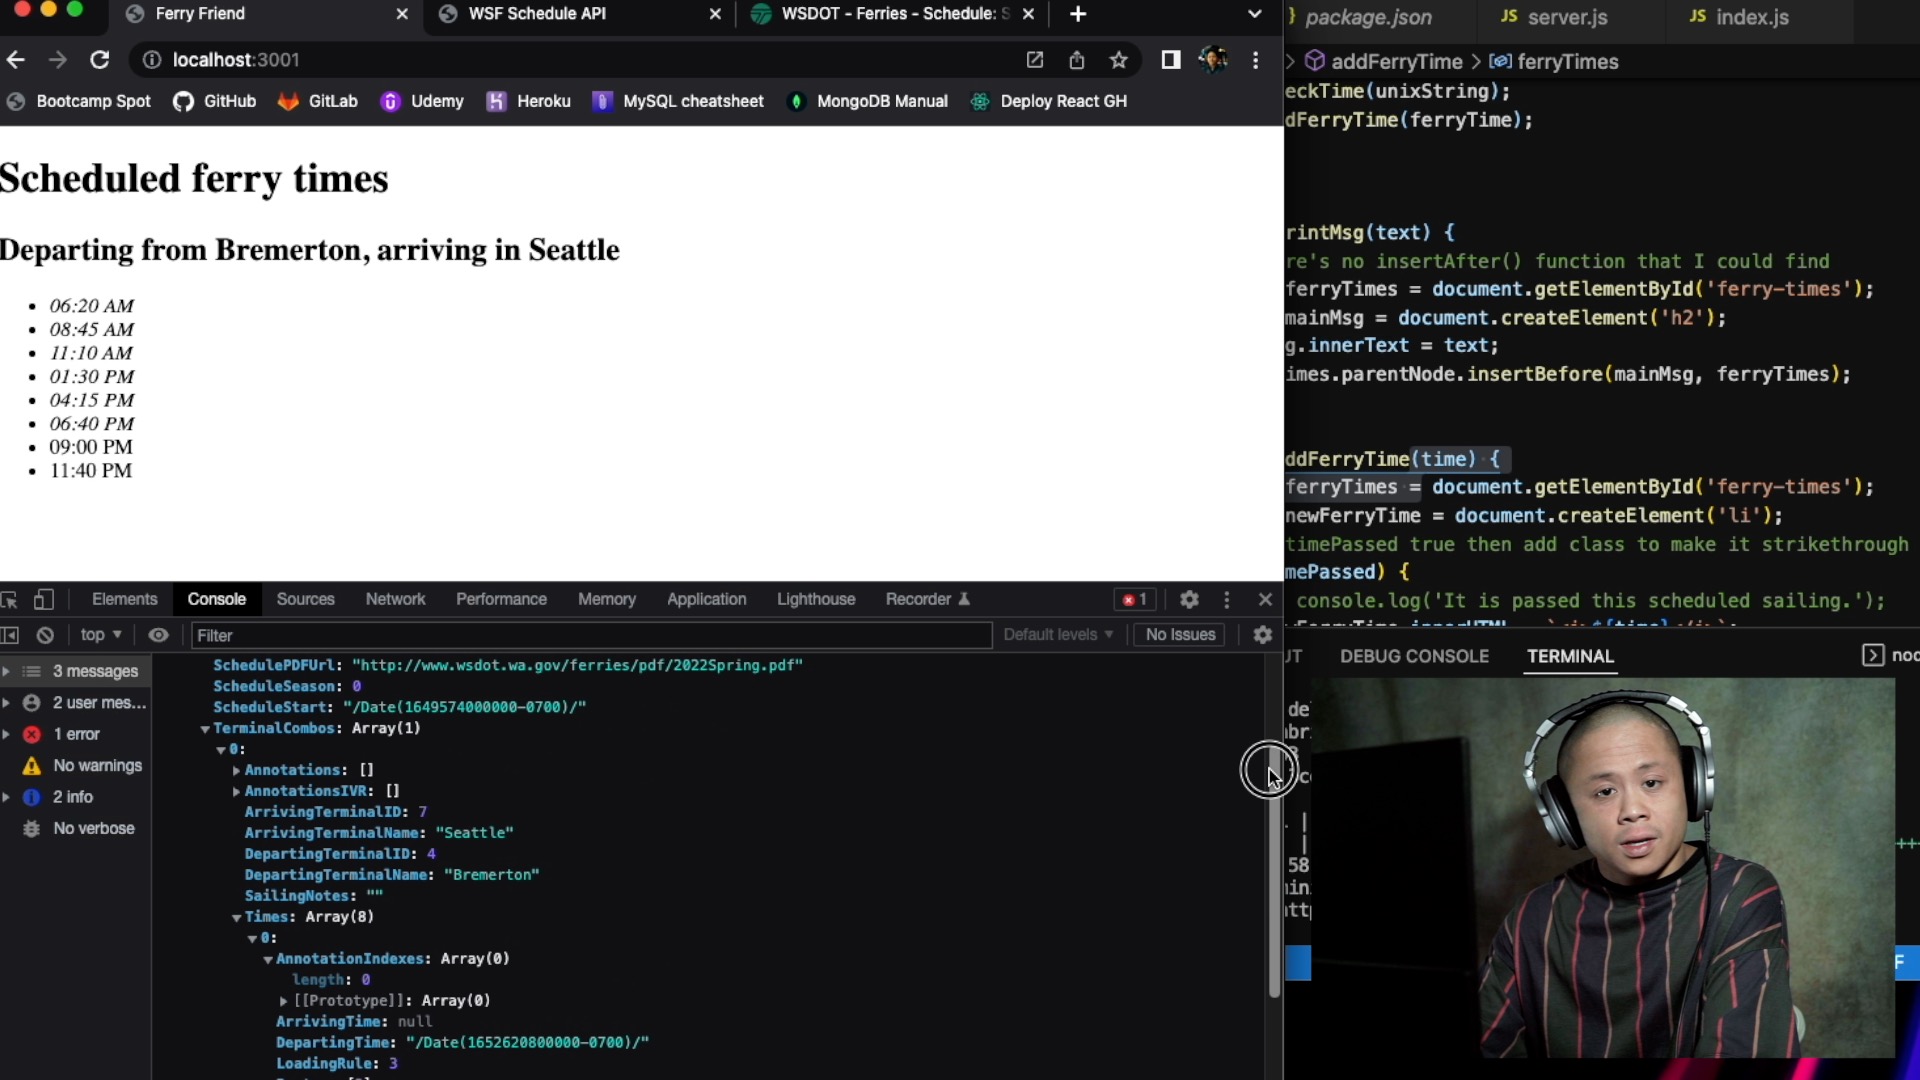 Ferry Friend
WSF Schedule API
WSDOT - Ferries - Schedule: S
localhost:3001
Bootcamp Spot
GitHub
GitLab
Udemy
Heroku
MySQL cheatsheet
MongoDB Manual
Deploy React GH
Scheduled ferry times
Departing from Bremerton, arriving in Seattle
• 06:20 AM
• 08:45 AM
• 11:10 AM
• 01:30 PM
• 04:15 PM
• 06:40 PM
• 09:00 PM
• 11:40 PM
Elements Console Sources Network Performance Memory Application Lighthouse Recorder 1
top Filter Default levels No Issues
3 messages
2 user mes...
1 error
No warnings
2 info
No verbose
SchedulePDFUrl: "http://www.wsdot.wa.gov/ferries/pdf/2022Spring.pdf"
ScheduleSeason: 0
ScheduleStart: "/Date(1649574000000-0700)/"
TerminalCombos: Array(1)
0:
Annotations: []
AnnotationsIVR: []
ArrivingTerminalID: 7
ArrivingTerminalName: "Seattle"
DepartingTerminalID: 4
DepartingTerminalName: "Bremerton"
SailingNotes: ""
Times: Array(8)
0:
AnnotationIndexes: Array(0)
length: 0
[[Prototype]]: Array(0)
ArrivingTime: null
DepartingTime: "/Date(1652620800000-0700)/"
LoadingRule: 3
package.json
JS server.js
JS index.js
addFerryTime > ferryTimes
eckTime(unixString);
dFerryTime(ferryTime);
rintMsg(text) {
re's no insertAfter() function that I could find
ferryTimes = document.getElementById('ferry-times');
mainMsg = document.createElement('h2');
g.innerText = text;
imes.parentNode.insertBefore(mainMsg, ferryTimes);
ddFerryTime(time) {
ferryTimes = document.getElementById('ferry-times');
newFerryTime = document.createElement('li');
timePassed true then add class to make it strikethrough
mePassed) {
console.log('It is passed this scheduled sailing.');
UT DEBUG CONSOLE TERMINAL nod